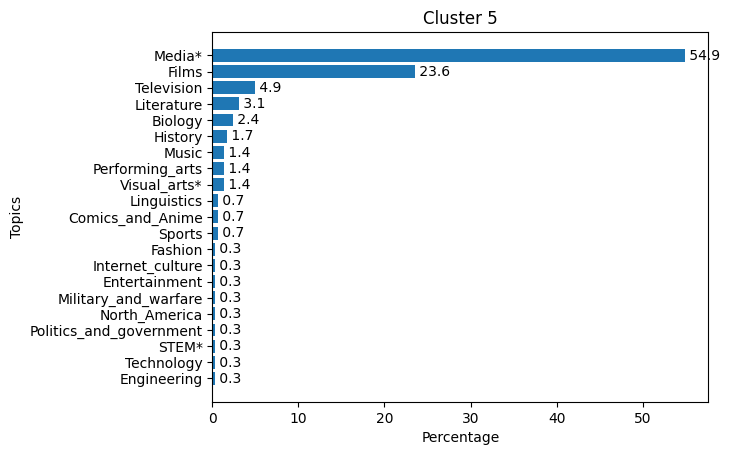 Cluster 5
Media* 54.9
Films 23.6
Television 4.9
Literature 3.1
Biology 2.4
History 1.7
Music 1.4
Performing_arts 1.4
Visual_arts* 1.4
Linguistics 0.7
Comics_and_Anime 0.7
Sports 0.7
Fashion 0.3
Internet_culture 0.3
Entertainment 0.3
Military_and_warfare 0.3
North_America 0.3
Politics_and_government 0.3
STEM* 0.3
Technology 0.3
Engineering 0.3
Topics
0 10 20 30 40 50
Percentage